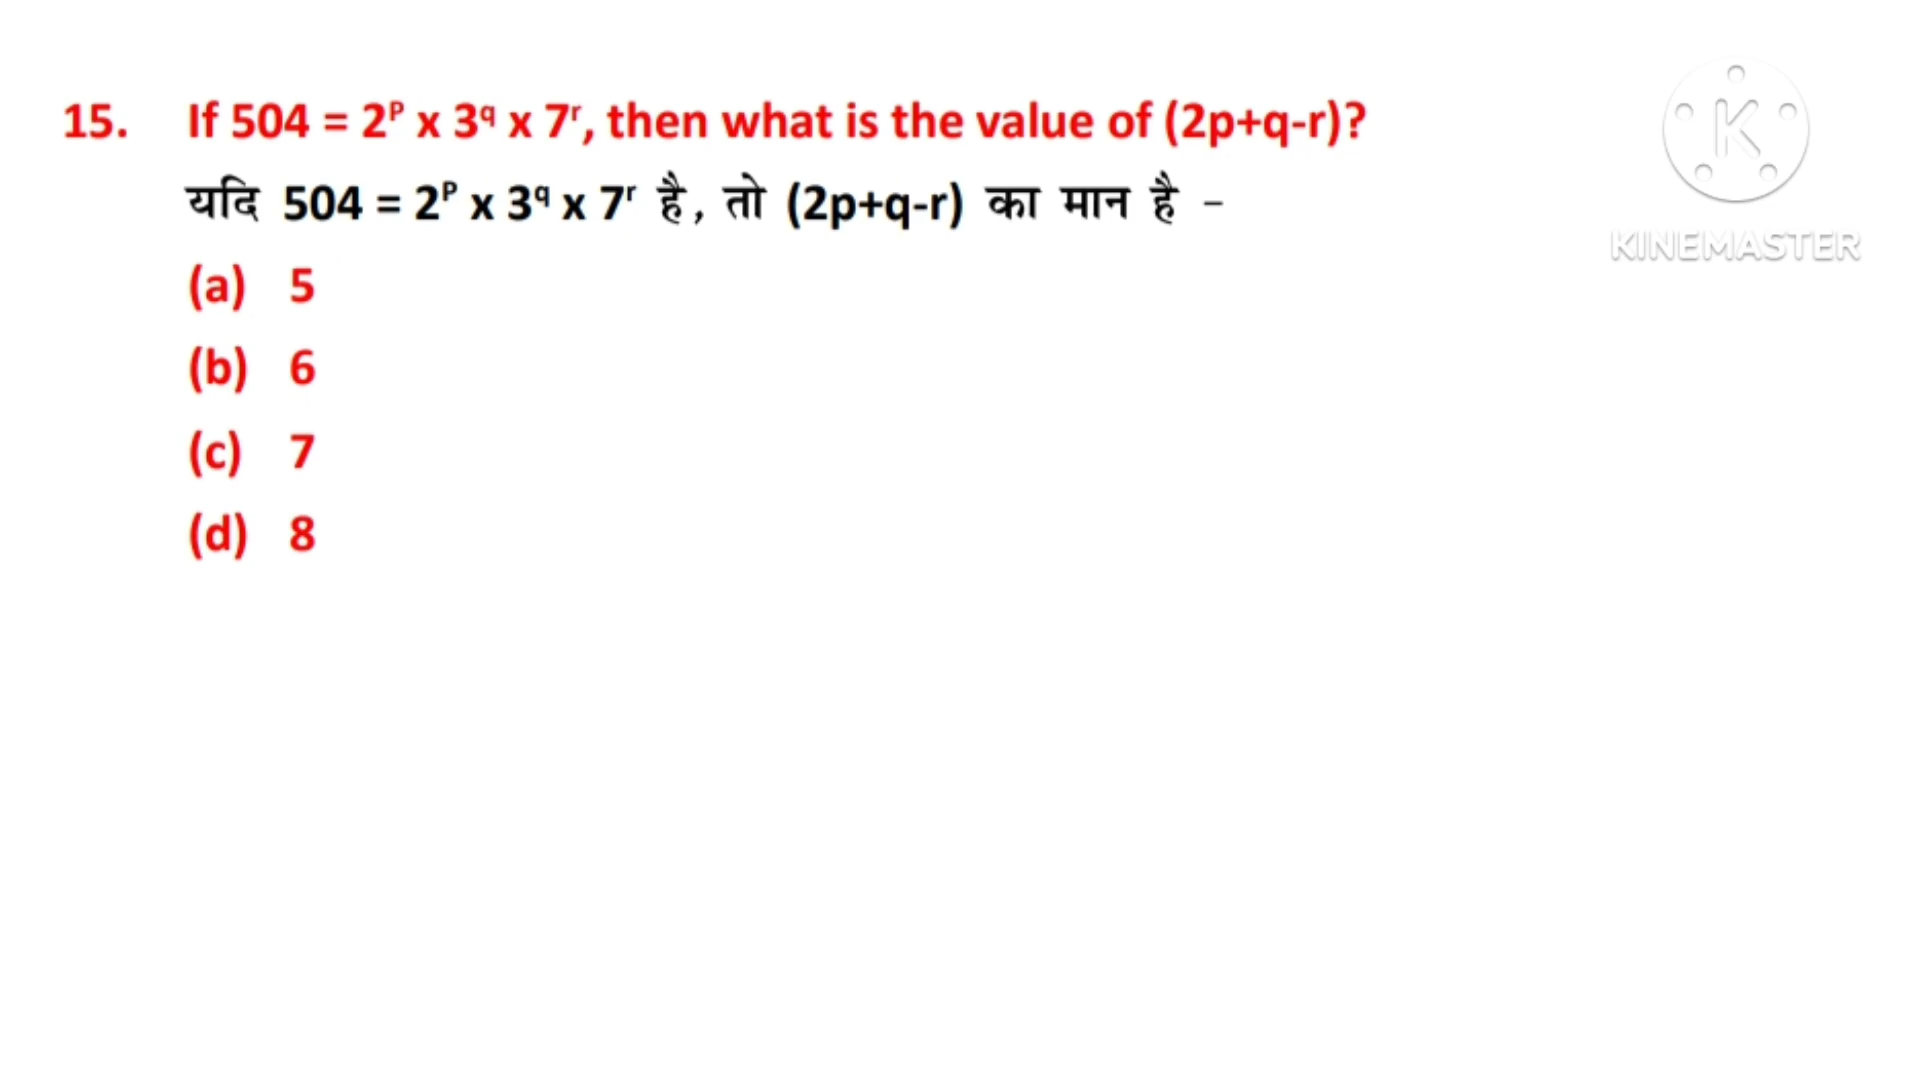 15. If 504 = 2ᵖ x 3ᑫ x 7ʳ, then what is the value of (2p+q-r)?
यदि 504 = 2ᴾ x 3ᑫ x 7ʳ है, तो (2p+q-r) का मान है –
(a) 5
(b) 6
(c) 7
(d) 8
K
KINEMASTER